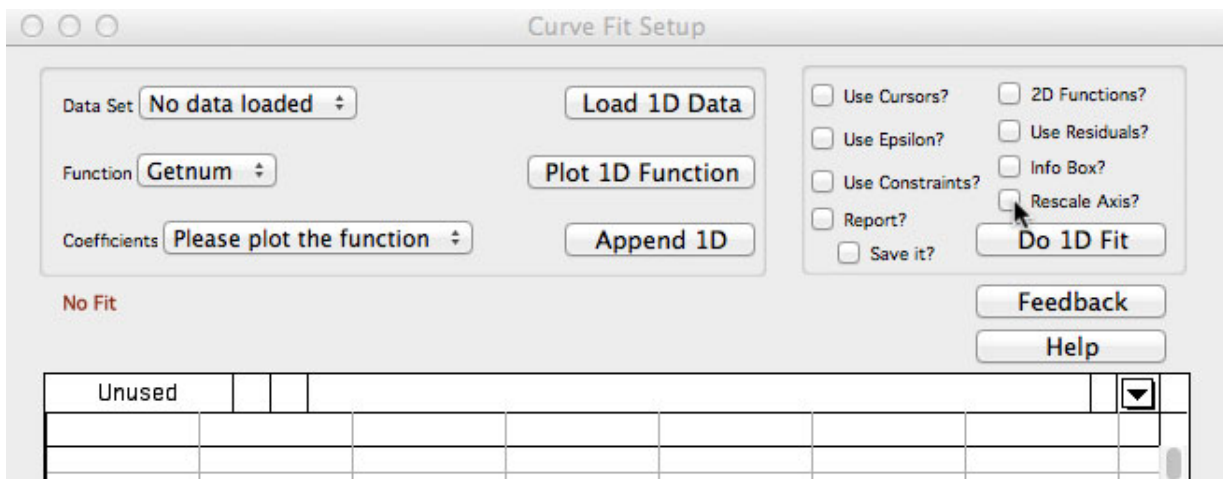 Curve Fit Setup
Data Set No data loaded Load 1D Data
Function Getnum Plot 1D Function
Coefficients Please plot the function Append 1D
Use Cursors? 2D Functions?
Use Epsilon? Use Residuals?
Use Constraints? Info Box?
Report? Rescale Axis?
Save it? Do 1D Fit
No Fit Feedback
Help
Unused